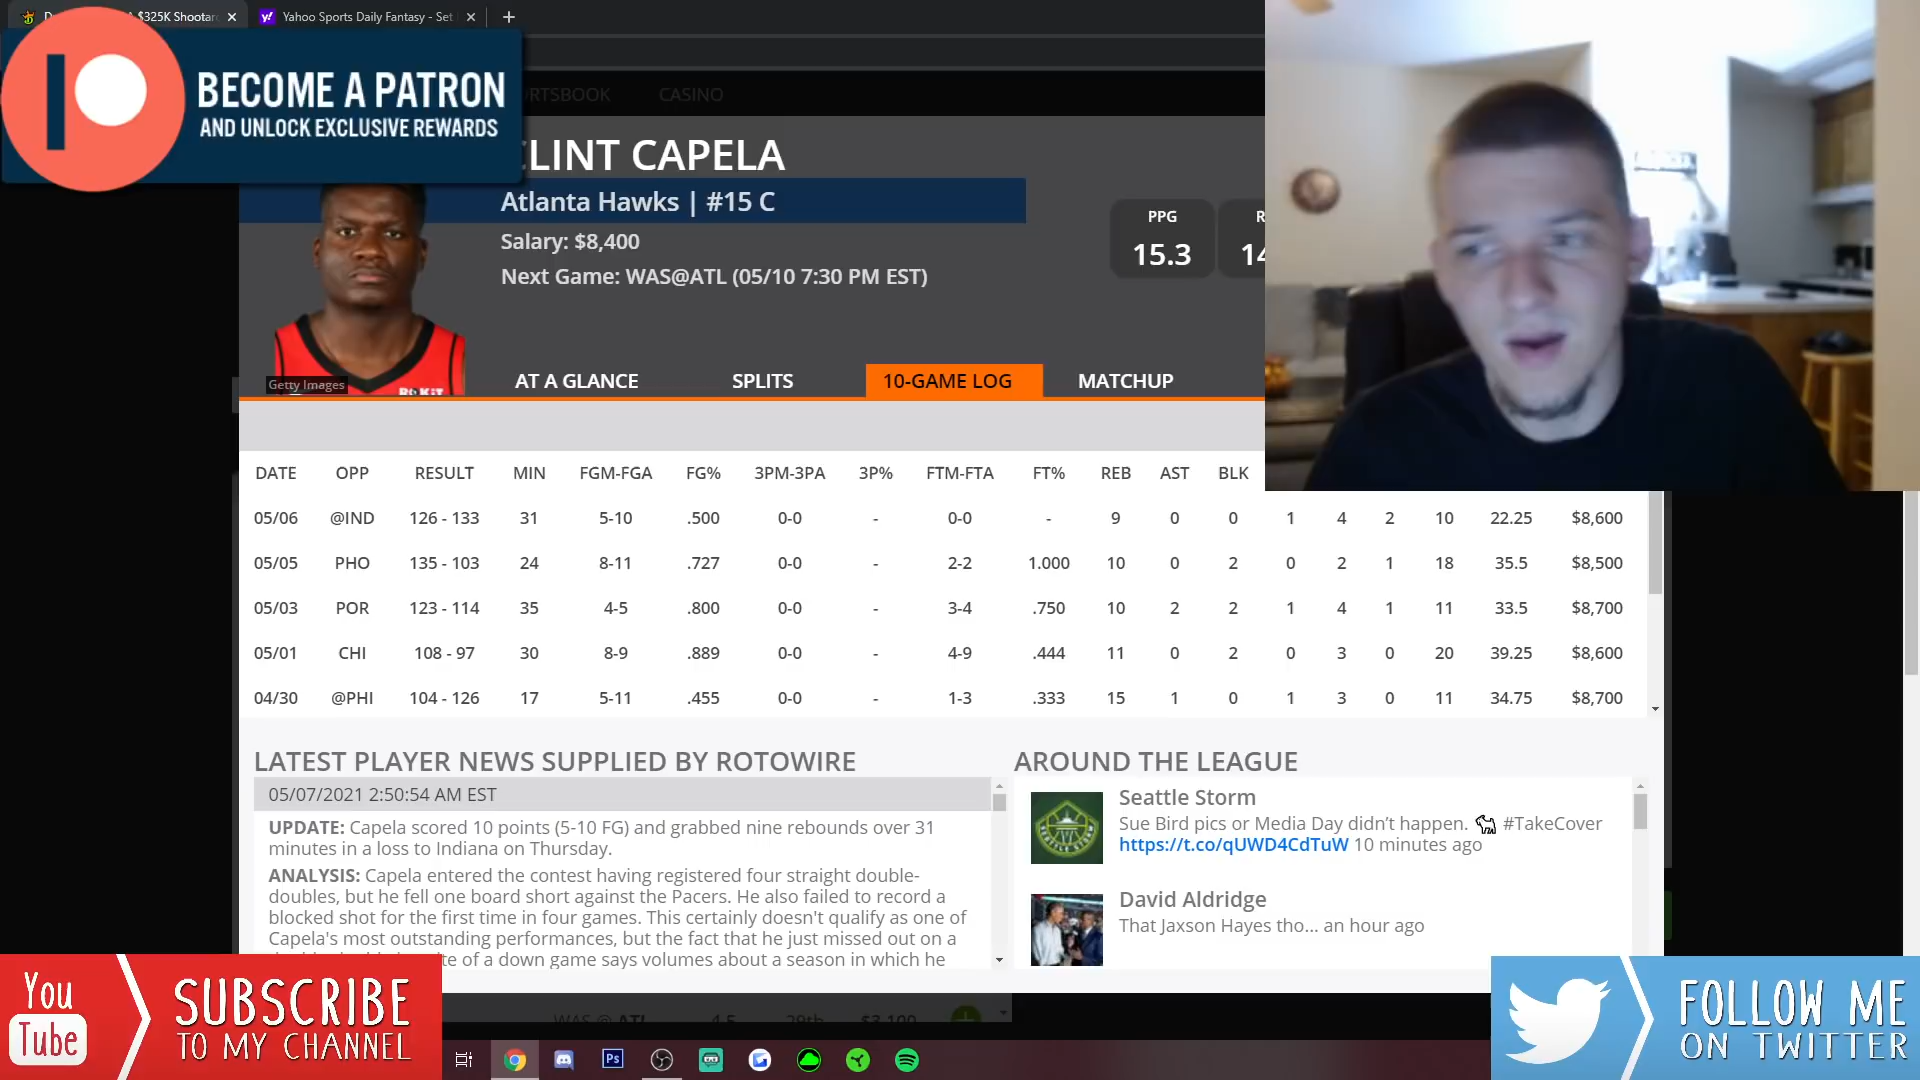 $325K Shootar
Yahoo Sports Daily Fantasy - Set
BECOME A PATRON
AND UNLOCK EXCLUSIVE REWARDS
RTSBOOK CASINO
CLINT CAPELA
Atlanta Hawks | #15 C
Salary: $8,400
Next Game: WAS@ATL (05/10 7:30 PM EST)
PPG
15.3
Getty Images
AT A GLANCE SPLITS 10-GAME LOG MATCHUP
DATE OPP RESULT MIN FGM-FGA FG% 3PM-3PA 3P% FTM-FTA FT% REB AST BLK
05/06 @IND 126 - 133 31 5-10 .500 0-0 - 0-0 - 9 0 0 1 4 2 10 22.25 $8,600
05/05 PHO 135 - 103 24 8-11 .727 0-0 - 2-2 1.000 10 0 2 0 2 1 18 35.5 $8,500
05/03 POR 123 - 114 35 4-5 .800 0-0 - 3-4 .750 10 2 2 1 4 1 11 33.5 $8,700
05/01 CHI 108 - 97 30 8-9 .889 0-0 - 4-9 .444 11 0 2 0 3 0 20 39.25 $8,600
04/30 @PHI 104 - 126 17 5-11 .455 0-0 - 1-3 .333 15 1 0 1 3 0 11 34.75 $8,700
LATEST PLAYER NEWS SUPPLIED BY ROTOWIRE
05/07/2021 2:50:54 AM EST
UPDATE: Capela scored 10 points (5-10 FG) and grabbed nine rebounds over 31
minutes in a loss to Indiana on Thursday.
ANALYSIS: Capela entered the contest having registered four straight double-
doubles, but he fell one board short against the Pacers. He also failed to record a
blocked shot for the first time in four games. This certainly doesn't qualify as one of
Capela's most outstanding performances, but the fact that he just missed out on a
of a down game says volumes about a season in which he
AROUND THE LEAGUE
Seattle Storm
Sue Bird pics or Media Day didn't happen. #TakeCover
https://t.co/qUWD4CdTuW 10 minutes ago
David Aldridge
That Jaxson Hayes tho... an hour ago
WAS @ ATL 4-5 29th $3,100
You
Tube
SUBSCRIBE
TO MY CHANNEL
Ps
FOLLOW ME
ON TWITTER